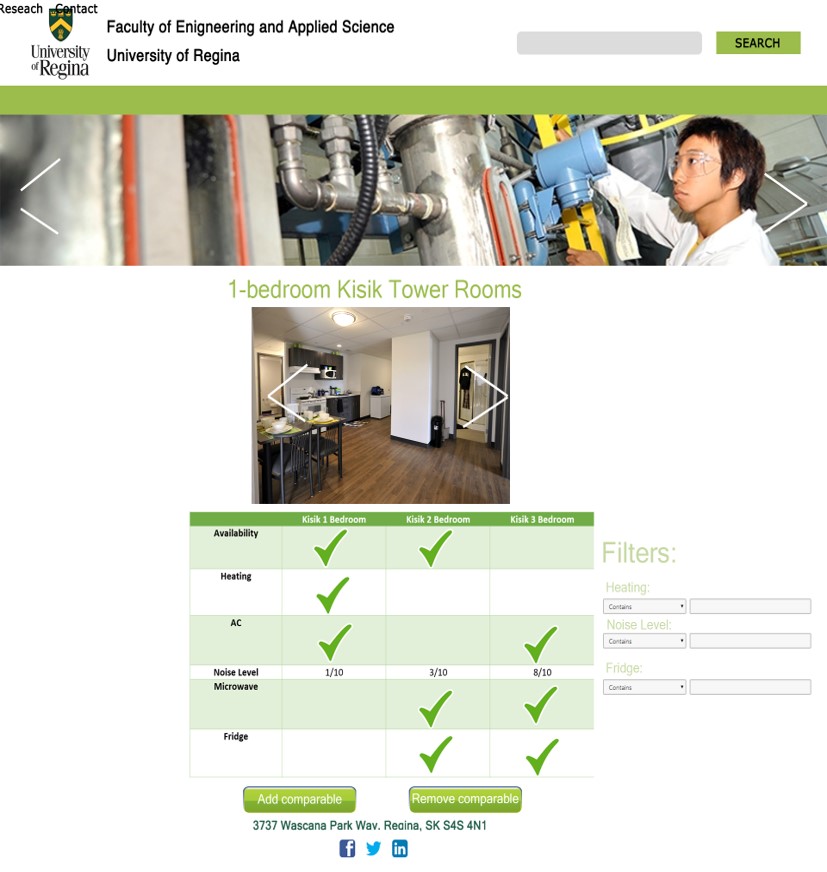 Reseach Contact
University
of Regina
Faculty of Enigneering and Applied Science
University of Regina
SEARCH
1-bedroom Kisik Tower Rooms
Kisik 1 Bedroom Kisik 2 Bedroom Kisik 3 Bedroom
Availability
Heating
AC
Noise Level 1/10 3/10 8/10
Microwave
Fridge
Filters:
Heating:
Contains
Noise Level:
Contains
Fridge:
Contains
Add comparable Remove comparable
3737 Wascana Park Way, Regina, SK S4S 4N1
f in